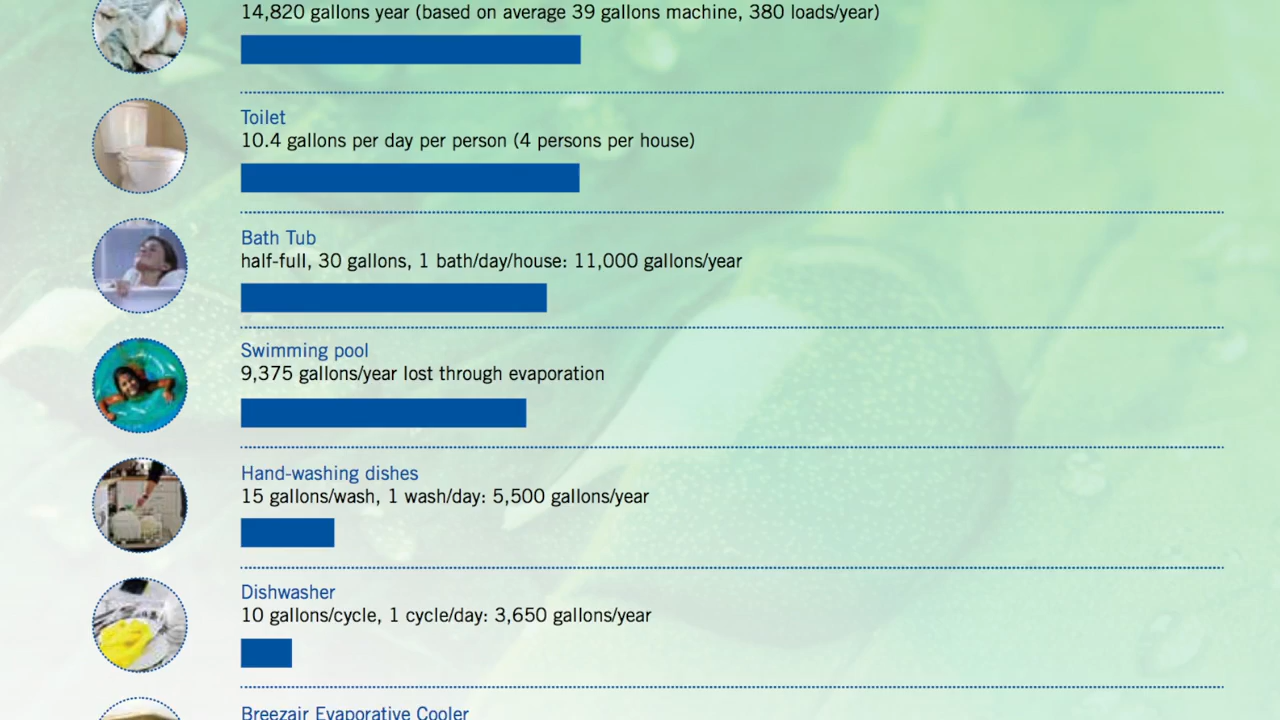 14,820 gallons year (based on average 39 gallons machine, 380 loads/year)
Toilet
10.4 gallons per day per person (4 persons per house)
Bath Tub
half-full, 30 gallons, 1 bath/day/house: 11,000 gallons/year
Swimming pool
9,375 gallons/year lost through evaporation
Hand-washing dishes
15 gallons/wash, 1 wash/day: 5,500 gallons/year
Dishwasher
10 gallons/cycle, 1 cycle/day: 3,650 gallons/year
Breezair Evaporative Cooler